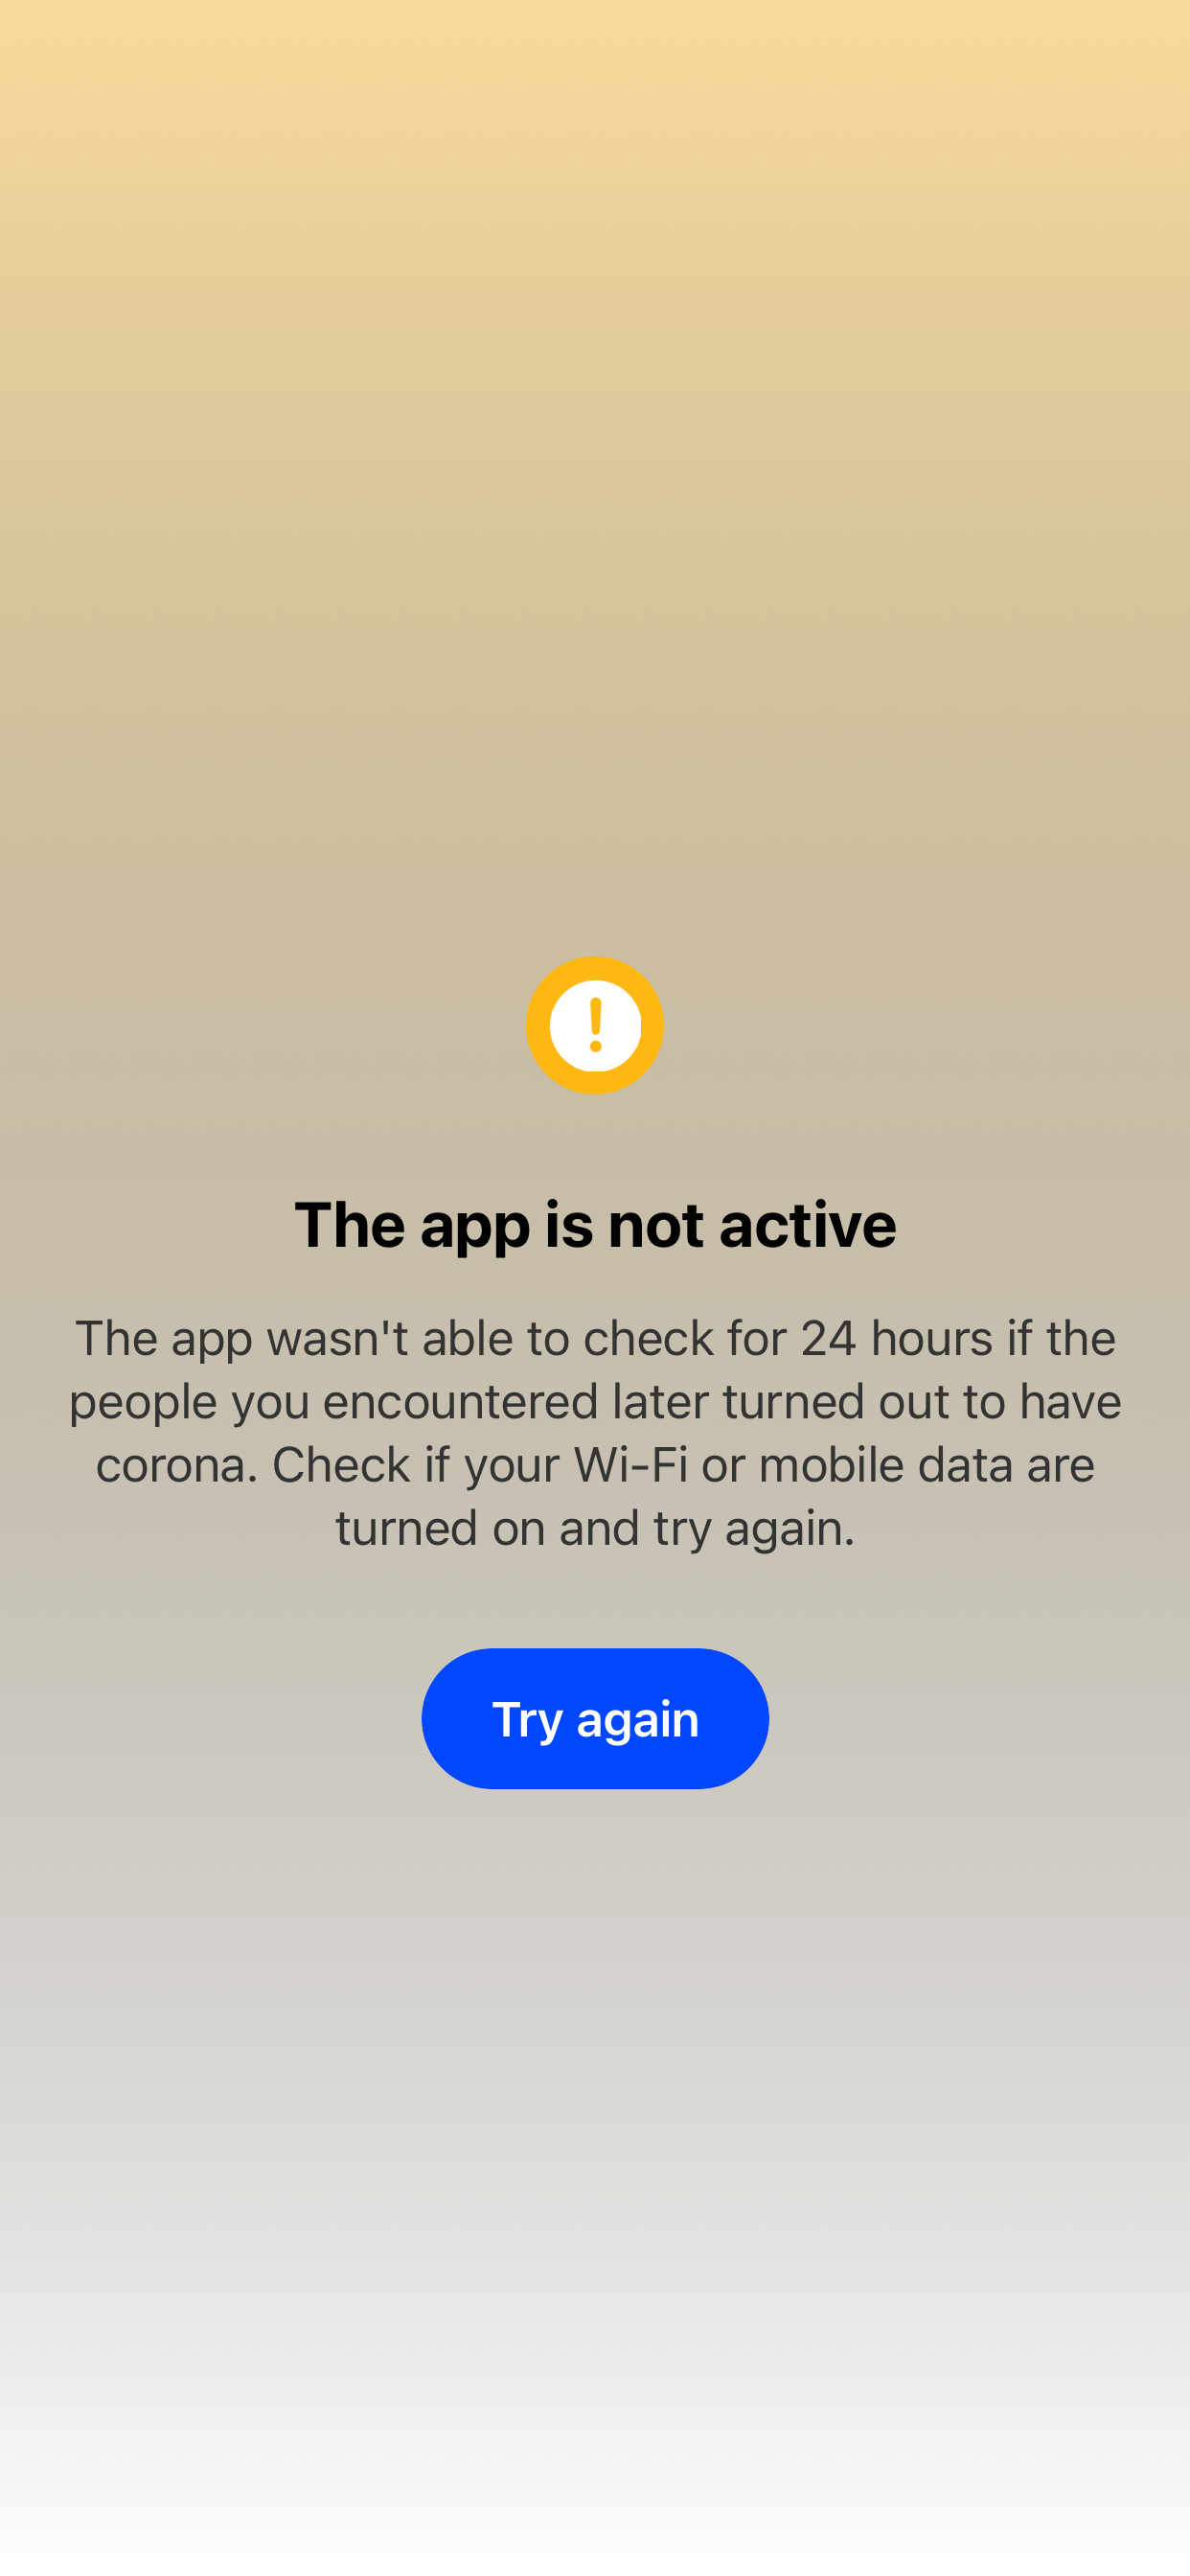 The app is not active
The app wasn't able to check for 24 hours if the
people you encountered later turned out to have
corona. Check if your Wi-Fi or mobile data are
turned on and try again.
Try again